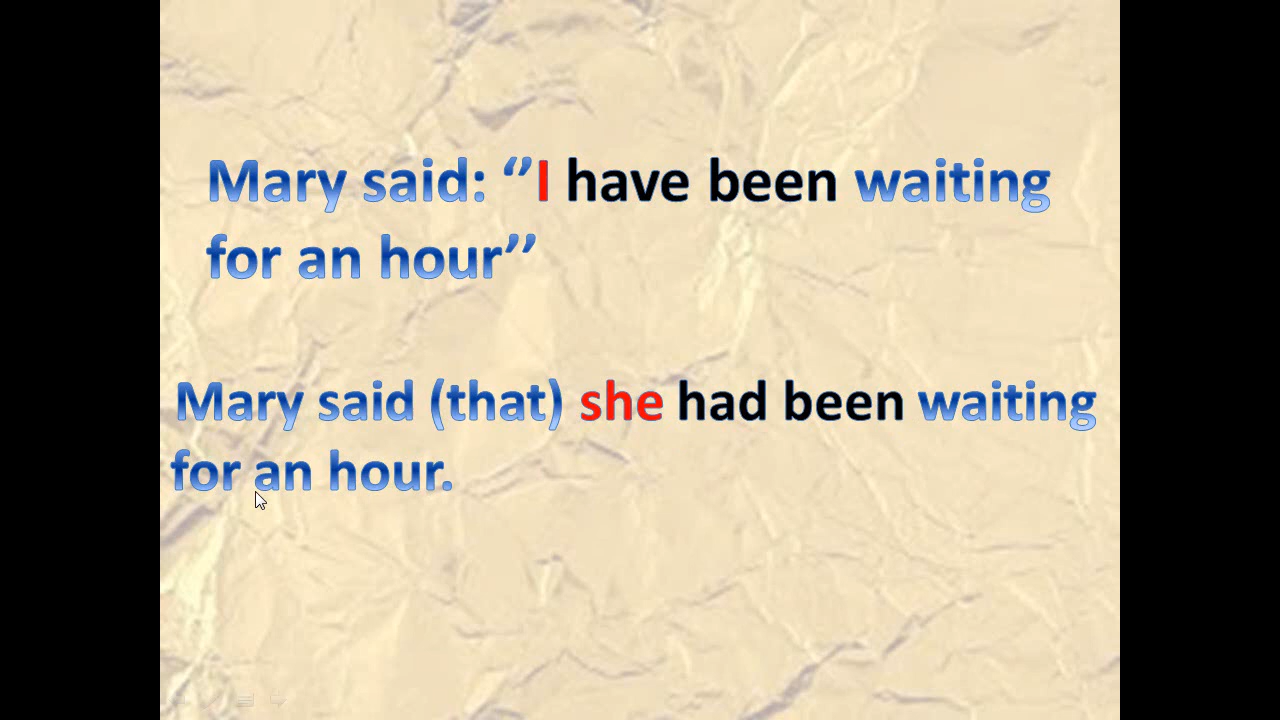 Mary said: ‘’I have been waiting
for an hour’’
Mary said (that) she had been waiting
for an hour.